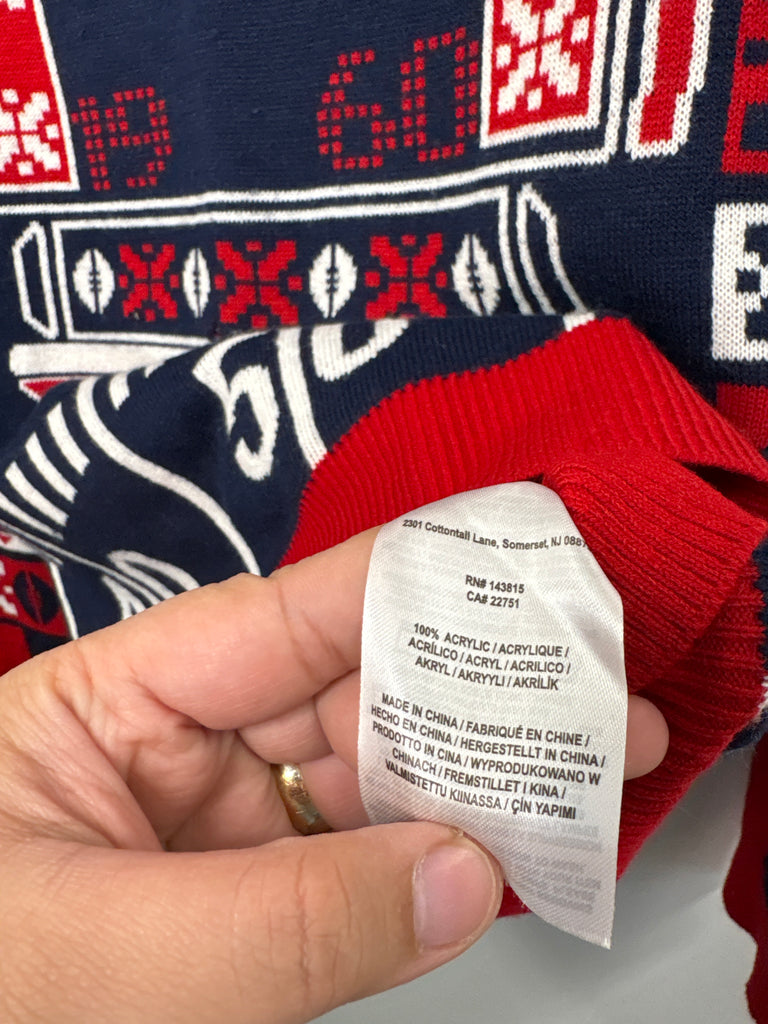 19
60
2301 Cottontail Lane, Somerset, NJ
RN# 143815
CA# 22751
100% ACRYLIC / ACRYLIQUE /
ACRÍLICO / ACRYL / ACRILICO /
AKRYL / AKRYYLI / AKRİLİK
MADE IN CHINA / FABRIQUÉ EN CHINE /
HECHO EN CHINA / HERGESTELLT IN CHINA /
PRODOTTO IN CINA / WYPRODUKOWANO W
CHINACH / FREMSTILLET I KINA /
VALMISTETTU KIINASSA / ÇİN YAPIMI